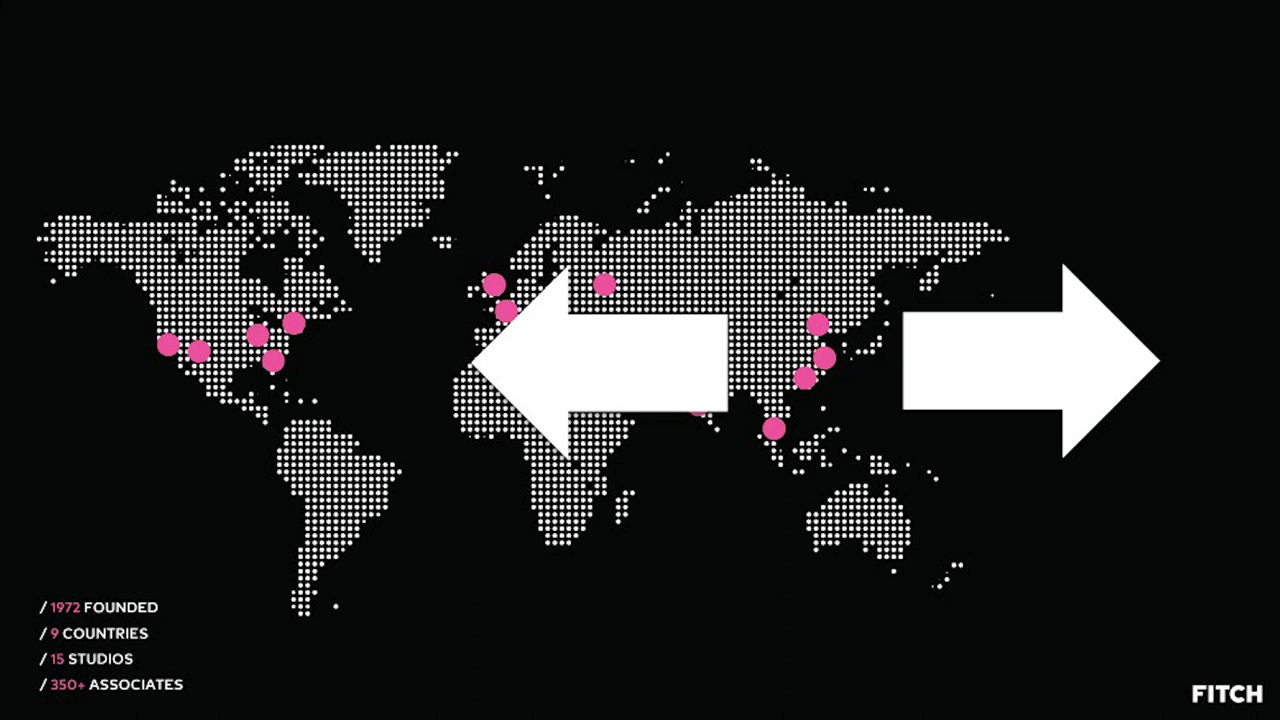 / 1972 FOUNDED
/ 9 COUNTRIES
/ 15 STUDIOS
/ 350+ ASSOCIATES
FITCH